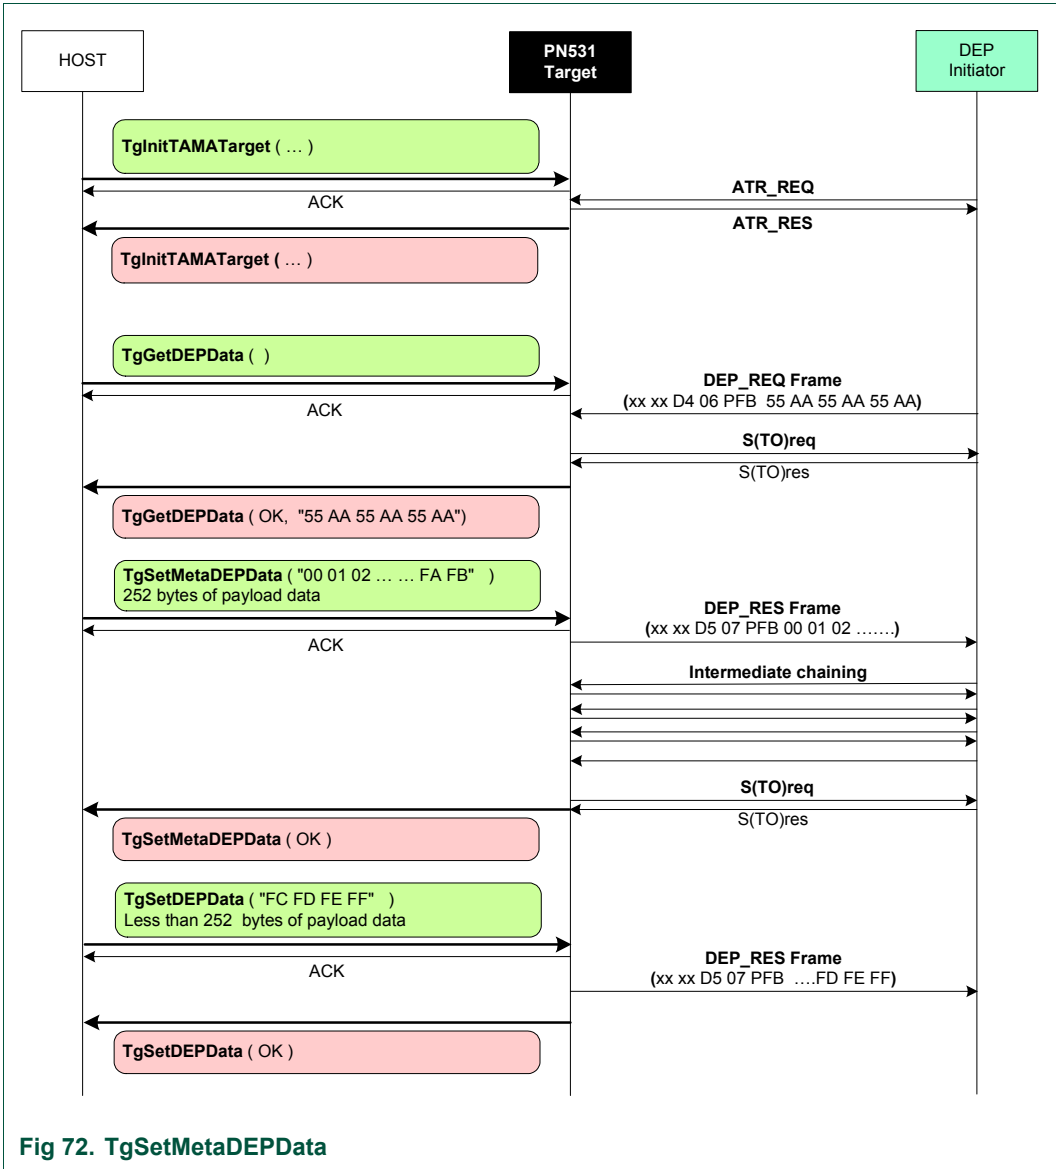 HOST
PN531
Target
DEP
Initiator
TgInitTAMATarget ( … )
ACK
ATR_REQ
ATR_RES
TgInitTAMATarget ( … )
TgGetDEPData (  )
ACK
DEP_REQ Frame
(xx xx D4 06 PFB  55 AA 55 AA 55 AA)
S(TO)req
S(TO)res
TgGetDEPData ( OK,  "55 AA 55 AA 55 AA")
TgSetMetaDEPData ( "00 01 02 … … FA FB"   )
252 bytes of payload data
ACK
DEP_RES Frame
(xx xx D5 07 PFB 00 01 02 …….)
Intermediate chaining
S(TO)req
S(TO)res
TgSetMetaDEPData ( OK )
TgSetDEPData ( "FC FD FE FF"   )
Less than 252  bytes of payload data
ACK
DEP_RES Frame
(xx xx D5 07 PFB  ….FD FE FF)
TgSetDEPData ( OK )
Fig 72. TgSetMetaDEPData